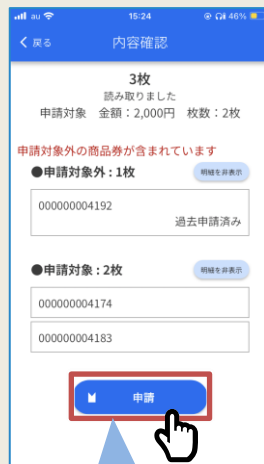 au 15:24 46%
戻る 内容確認
3枚
読み取りました
申請対象 金額：2,000円 枚数：2枚
申請対象外の商品券が含まれています
●申請対象外：1枚 明細を非表示
000000004192
過去申請済み
●申請対象：2枚 明細を非表示
000000004174
000000004183
申請